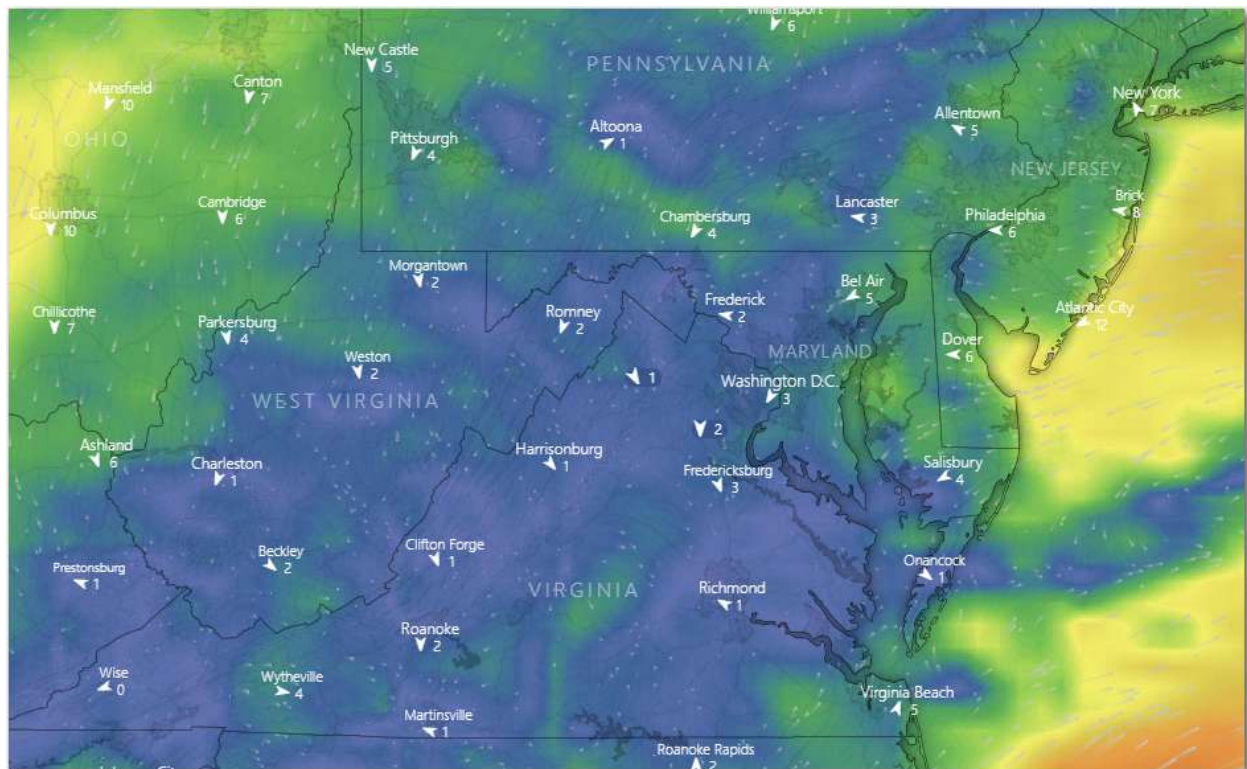 Williamsport
6
New Castle
5
PENNSYLVANIA
Mansfield
10
Canton
7
New York
7
OHIO
Altoona
1
Allentown
5
Pittsburgh
4
NEW JERSEY
Columbus
10
Cambridge
6
Chambersburg
4
Lancaster
3
Philadelphia
6
Brick
8
Morgantown
2
Bel Air
5
Chillicothe
7
Parkersburg
4
Romney
2
Frederick
2
Atlantic City
12
MARYLAND
Dover
6
Weston
2
1
Washington D.C.
3
WEST VIRGINIA
2
Ashland
6
Charleston
1
Harrisonburg
1
Fredericksburg
3
Salisbury
4
Beckley
2
Clifton Forge
1
Onancock
1
Prestonsburg
1
VIRGINIA
Richmond
1
Roanoke
2
Wise
0
Wytheville
4
Virginia Beach
5
Martinsville
1
Roanoke Rapids
2